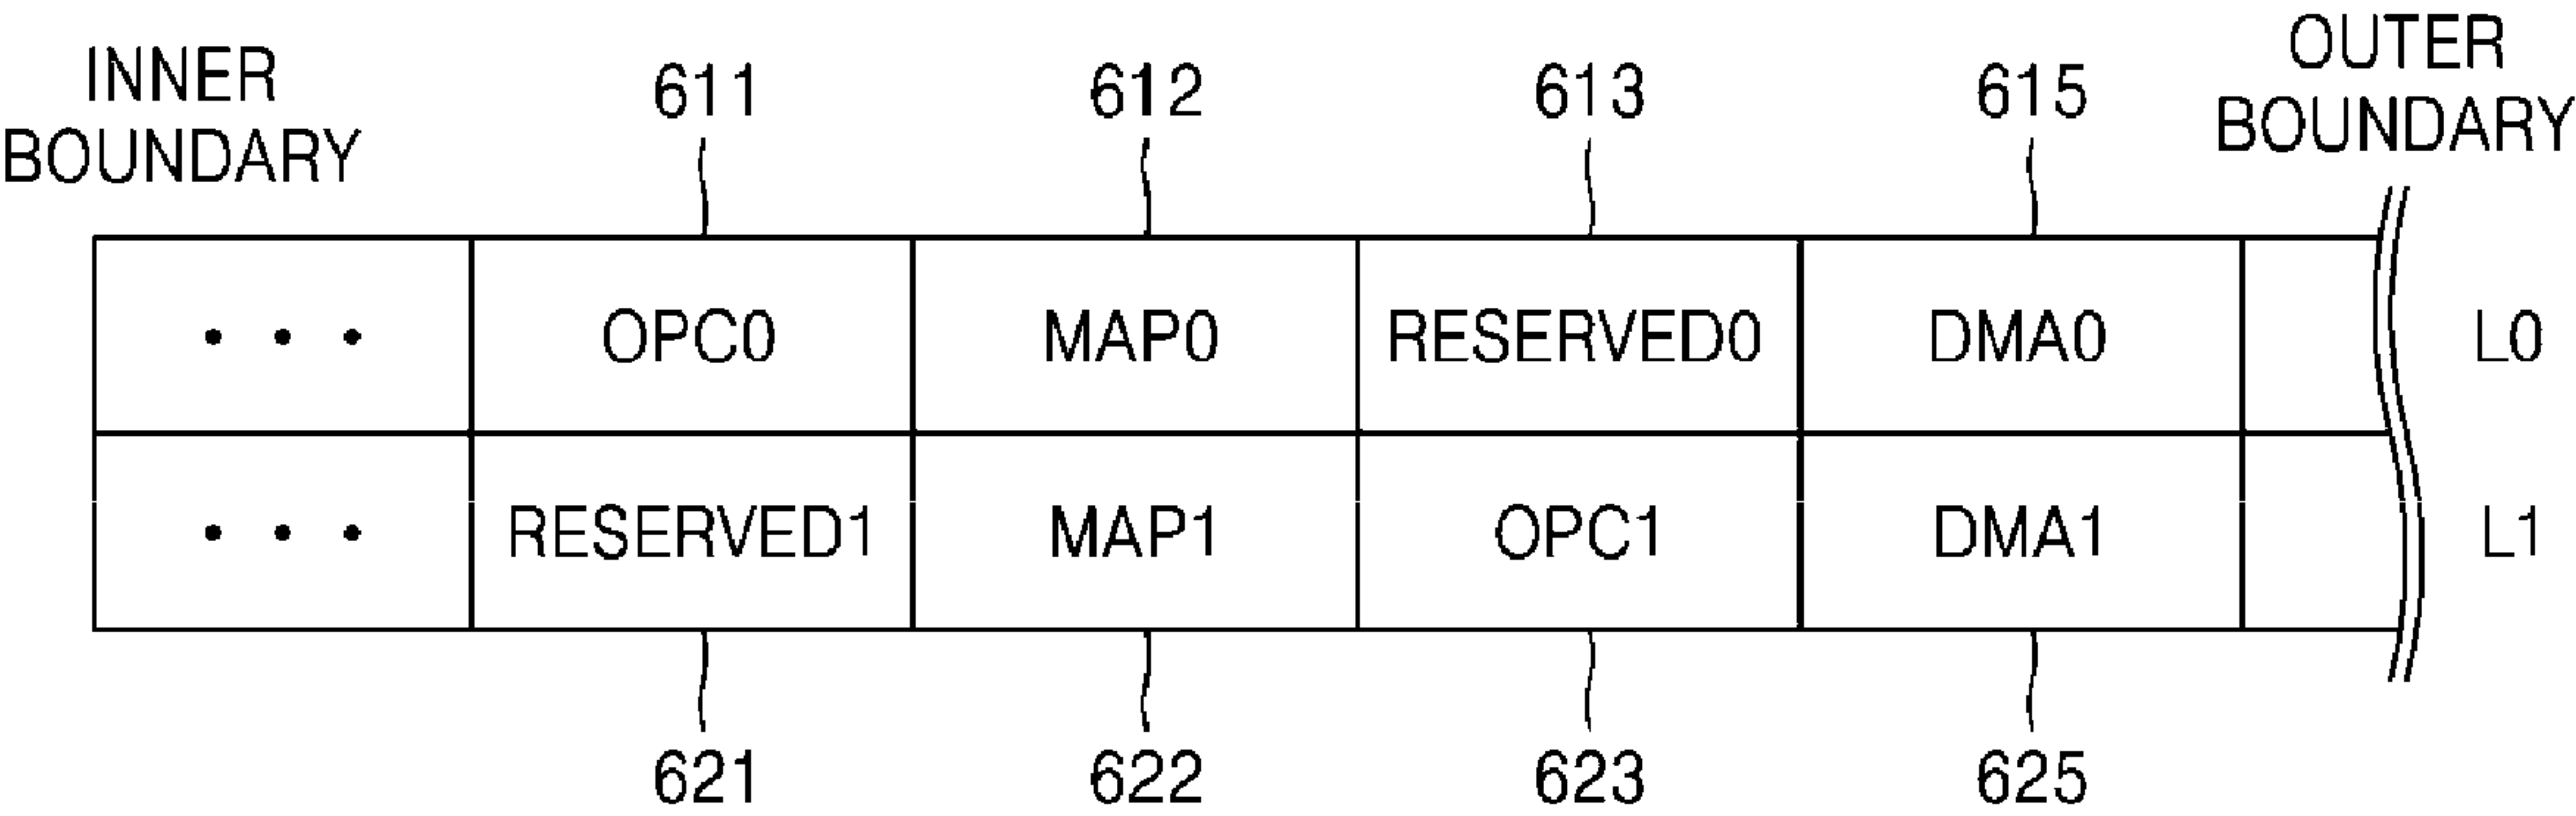 INNER
BOUNDARY
611
612
613
615
OUTER
BOUNDARY
... OPC0 MAP0 RESERVED0 DMA0 L0
... RESERVED1 MAP1 OPC1 DMA1 L1
621
622
623
625